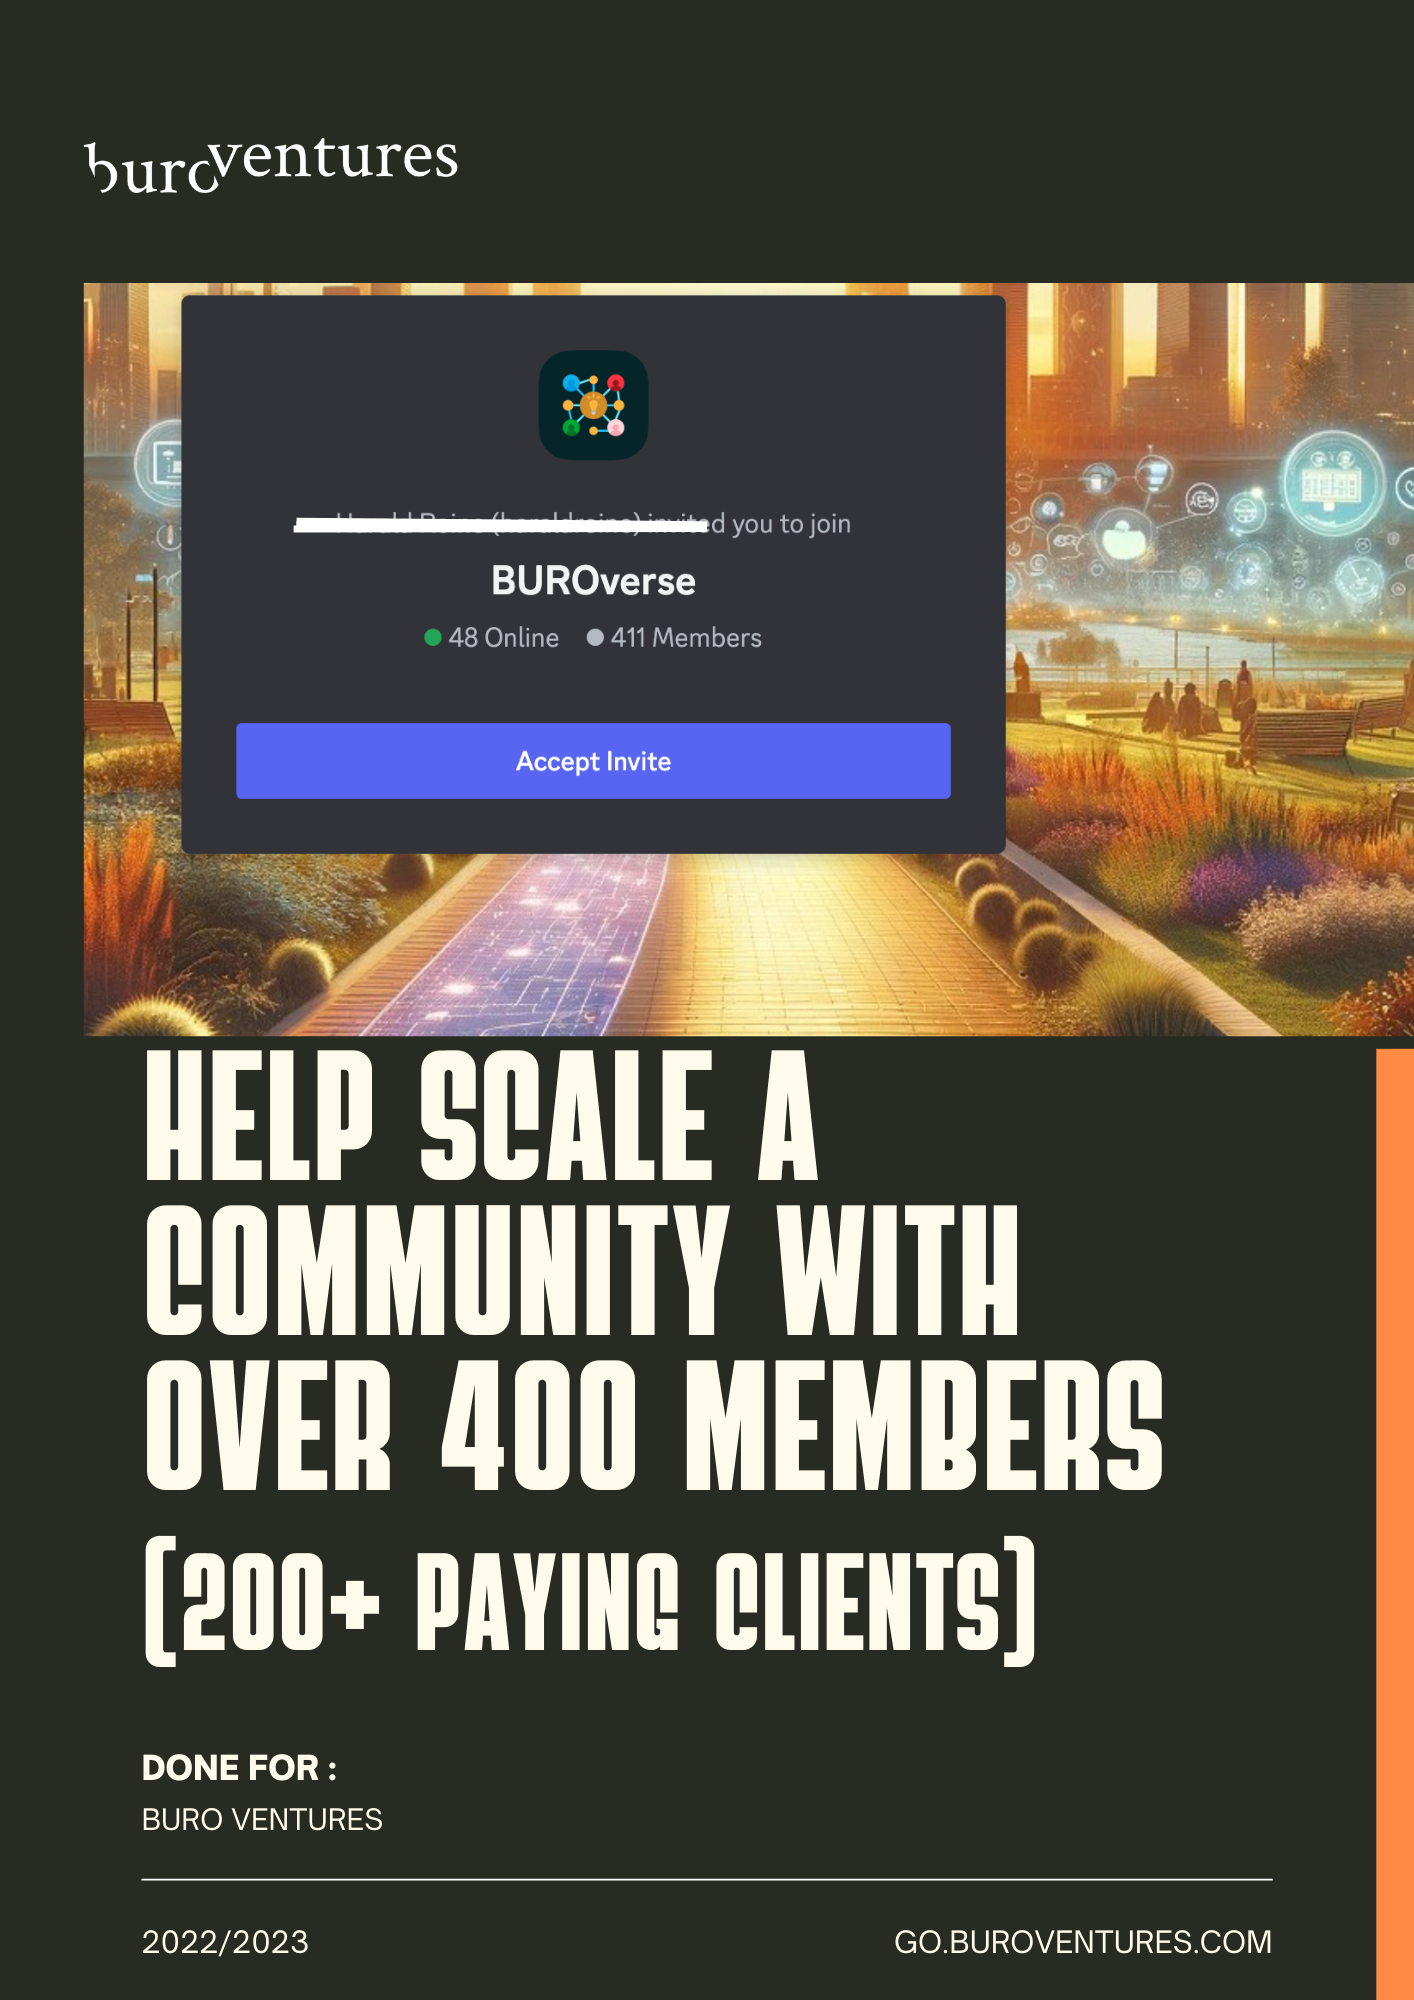 buroventures
invited you to join
BUROverse
48 Online 411 Members
Accept Invite
HELP SCALE A
COMMUNITY WITH
OVER 400 MEMBERS
(200+ PAYING CLIENTS)
DONE FOR :
BURO VENTURES
2022/2023
GO.BUROVENTURES.COM